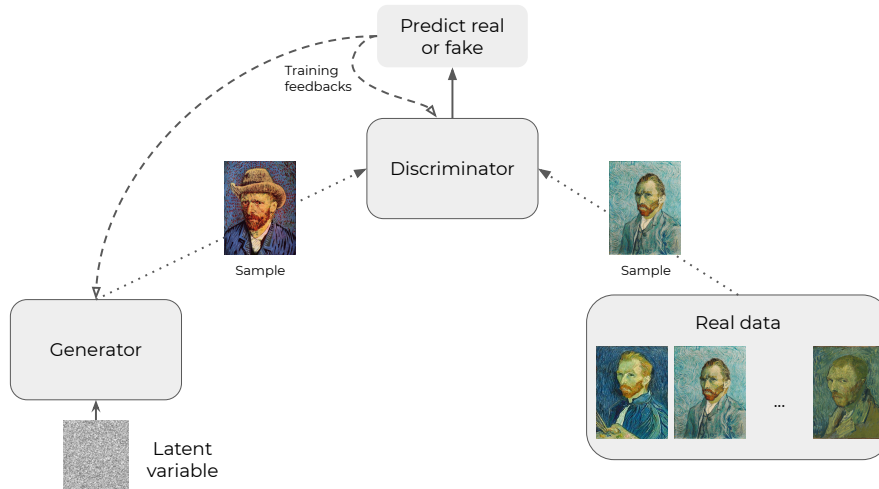 Predict real
or fake
Training
feedbacks
Discriminator
Sample
Sample
Generator
Real data
...
Latent
variable